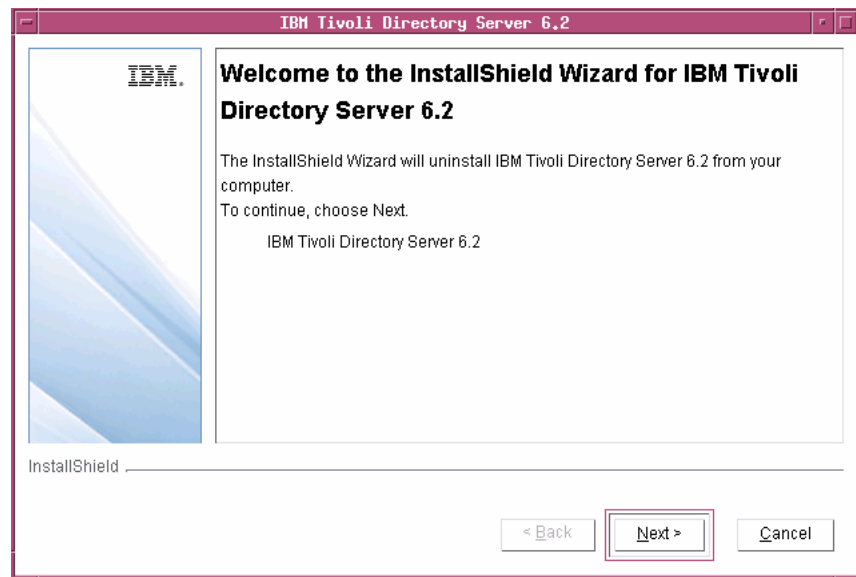 IBM Tivoli Directory Server 6.2
IBM.
Welcome to the InstallShield Wizard for IBM Tivoli
Directory Server 6.2
The InstallShield Wizard will uninstall IBM Tivoli Directory Server 6.2 from your
computer.
To continue, choose Next.
IBM Tivoli Directory Server 6.2
InstallShield
< Back
Next >
Cancel